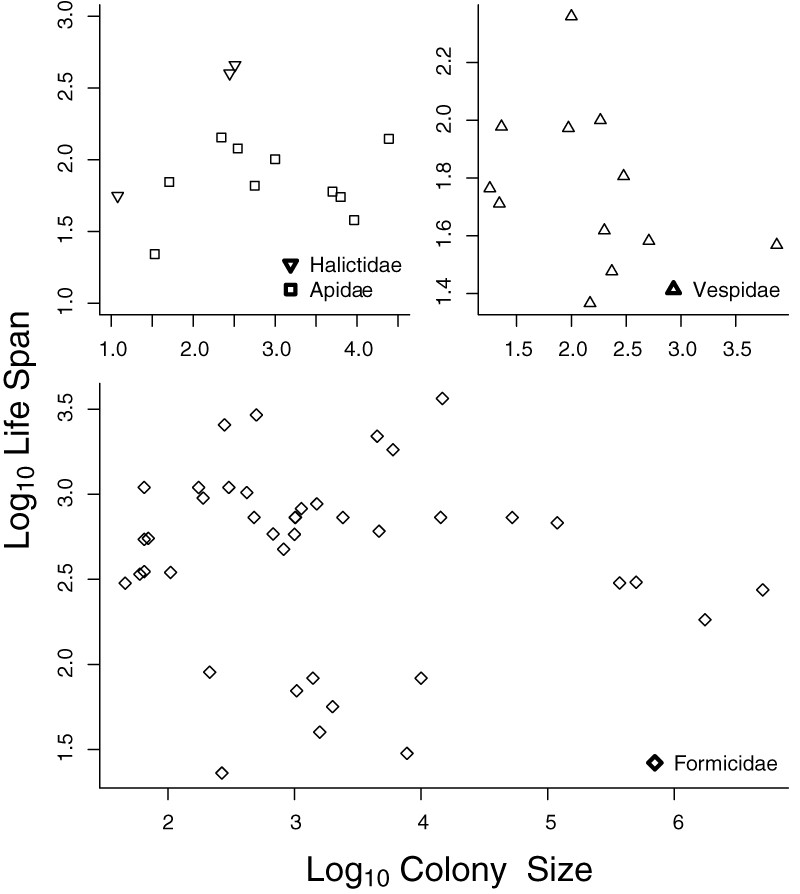 3.0
2.5
2.0
1.5
1.0
Halictidae
Apidae
1.0 2.0 3.0 4.0
2.2
2.0
1.8
1.6
1.4
Vespidae
1.5 2.0 2.5 3.0 3.5
Log10 Life Span
3.5
3.0
2.5
2.0
1.5
Formicidae
2 3 4 5 6
Log10 Colony Size